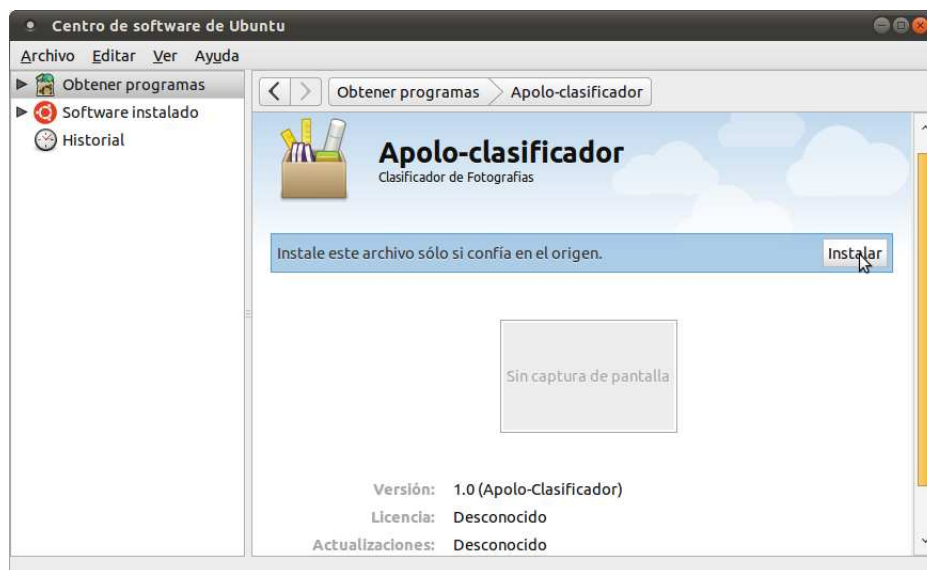 Centro de software de Ubuntu
Archivo Editar Ver Ayuda
Obtener programas
Software instalado
Historial
Obtener programas Apolo-clasificador
Apolo-clasificador
Clasificador de Fotografias
Instale este archivo sólo si confía en el origen. Instalar
Sin captura de pantalla
Versión: 1.0 (Apolo-Clasificador)
Licencia: Desconocido
Actualizaciones: Desconocido